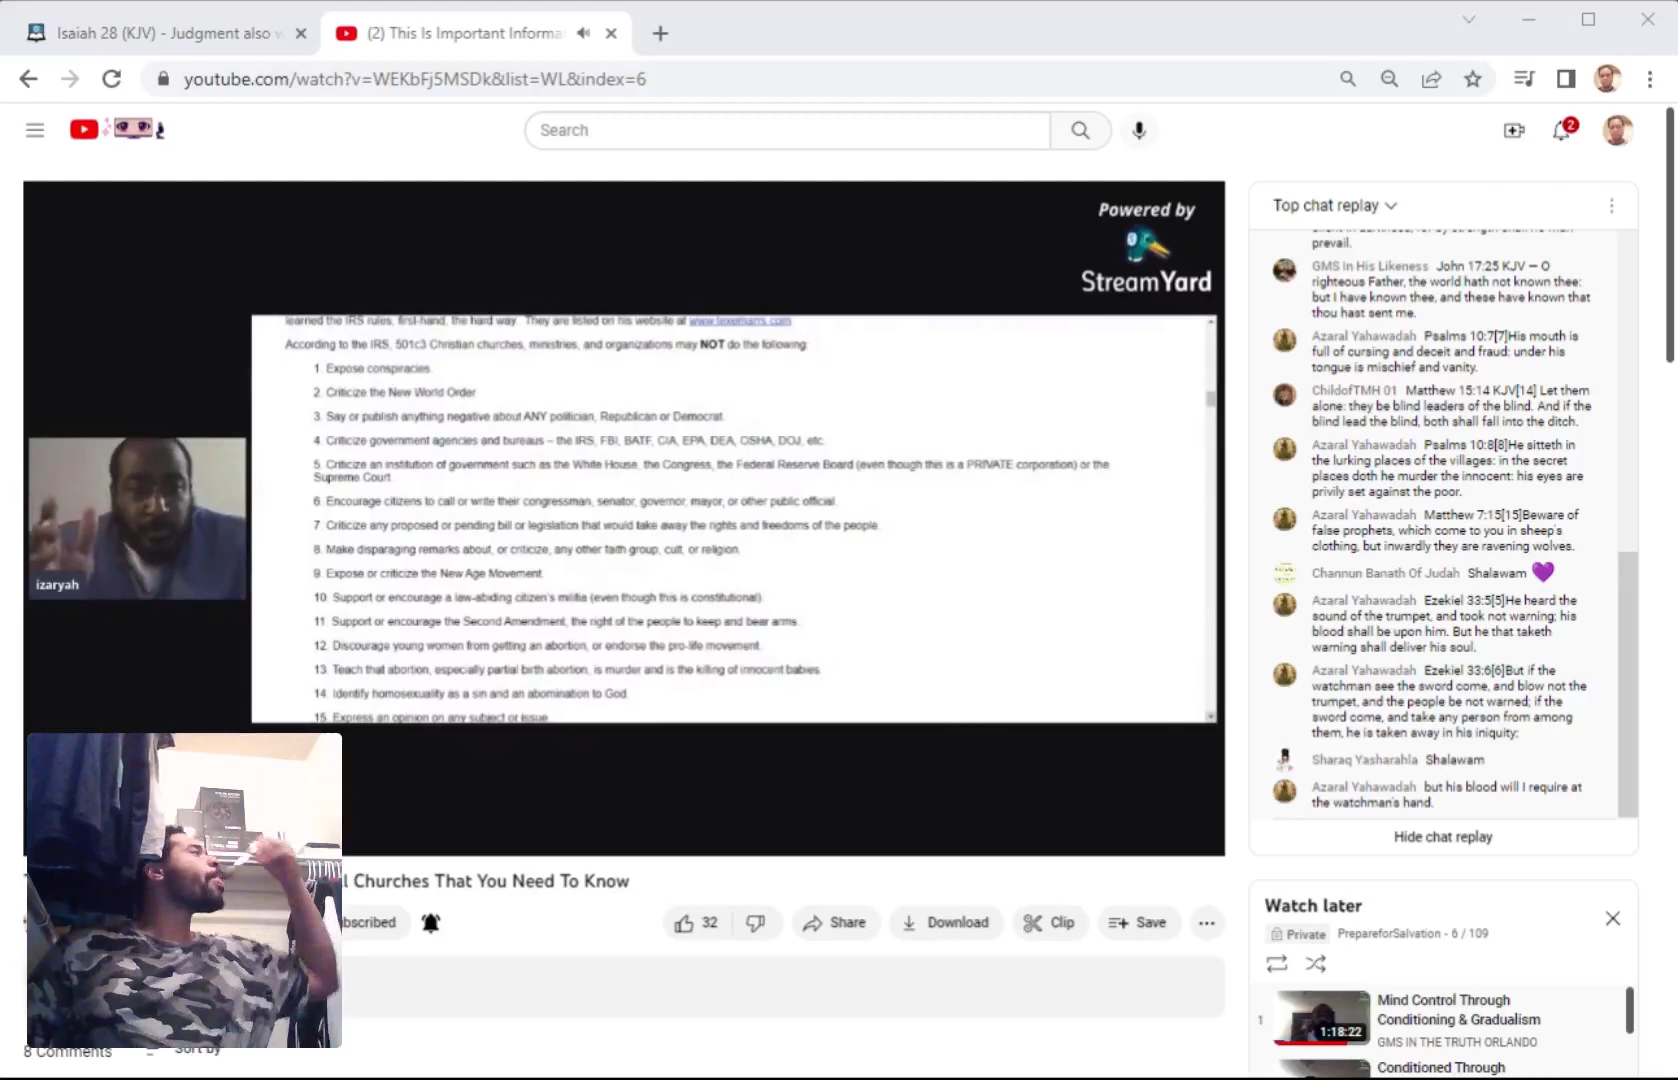 Isaiah 28 (KJV) - Judgment also w
(2) This Is Important Informa
youtube.com/watch?v=WEKbFj5MSDk&list=WL&index=6
Search
2
Powered by
StreamYard
learned the IRS rules, first-hand, the hard way. They are listed on his website at www.texemarrs.com
According to the IRS, 501c3 Christian churches, ministries, and organizations may NOT do the following:
1. Expose conspiracies.
2. Criticize the New World Order
3. Say or publish anything negative about ANY politician, Republican or Democrat.
4. Criticize government agencies and bureaus – the IRS, FBI, BATF, CIA, EPA, DEA, OSHA, DOJ, etc.
5. Criticize an institution of government such as the White House, the Congress, the Federal Reserve Board (even though this is a PRIVATE corporation) or the
Supreme Court.
6. Encourage citizens to call or write their congressman, senator, governor, mayor, or other public official.
7. Criticize any proposed or pending bill or legislation that would take away the rights and freedoms of the people.
8. Make disparaging remarks about, or criticize, any other faith group, cult, or religion.
9. Expose or criticize the New Age Movement.
10. Support or encourage a law-abiding citizen's militia (even though this is constitutional).
11. Support or encourage the Second Amendment, the right of the people to keep and bear arms.
12. Discourage young women from getting an abortion, or endorse the pro-life movement.
13. Teach that abortion, especially partial birth abortion, is murder and is the killing of innocent babies.
14. Identify homosexuality as a sin and an abomination to God.
15. Express an opinion on any subject or issue
izaryah
l Churches That You Need To Know
bscribed
32
Share
Download
Clip
Save
8 Comments
Sort by
Top chat replay
prevail.
GMS In His Likeness John 17:25 KJV — O
righteous Father, the world hath not known thee:
but I have known thee, and these have known that
thou hast sent me.
Azaral Yahawadah Psalms 10:7[7]His mouth is
full of cursing and deceit and fraud: under his
tongue is mischief and vanity.
ChildofTMH 01 Matthew 15:14 KJV[14] Let them
alone: they be blind leaders of the blind. And if the
blind lead the blind, both shall fall into the ditch.
Azaral Yahawadah Psalms 10:8[8]He sitteth in
the lurking places of the villages: in the secret
places doth he murder the innocent: his eyes are
privily set against the poor.
Azaral Yahawadah Matthew 7:15[15]Beware of
false prophets, which come to you in sheep's
clothing, but inwardly they are ravening wolves.
Channun Banath Of Judah Shalawam 💜
Azaral Yahawadah Ezekiel 33:5[5]He heard the
sound of the trumpet, and took not warning; his
blood shall be upon him. But he that taketh
warning shall deliver his soul.
Azaral Yahawadah Ezekiel 33:6[6]But if the
watchman see the sword come, and blow not the
trumpet, and the people be not warned; if the
sword come, and take any person from among
them, he is taken away in his iniquity;
Sharaq Yasharahla Shalawam
Azaral Yahawadah but his blood will I require at
the watchman's hand.
Hide chat replay
Watch later
Private PrepareforSalvation - 6 / 109
1
1:18:22
Mind Control Through
Conditioning & Gradualism
GMS IN THE TRUTH ORLANDO
Conditioned Through